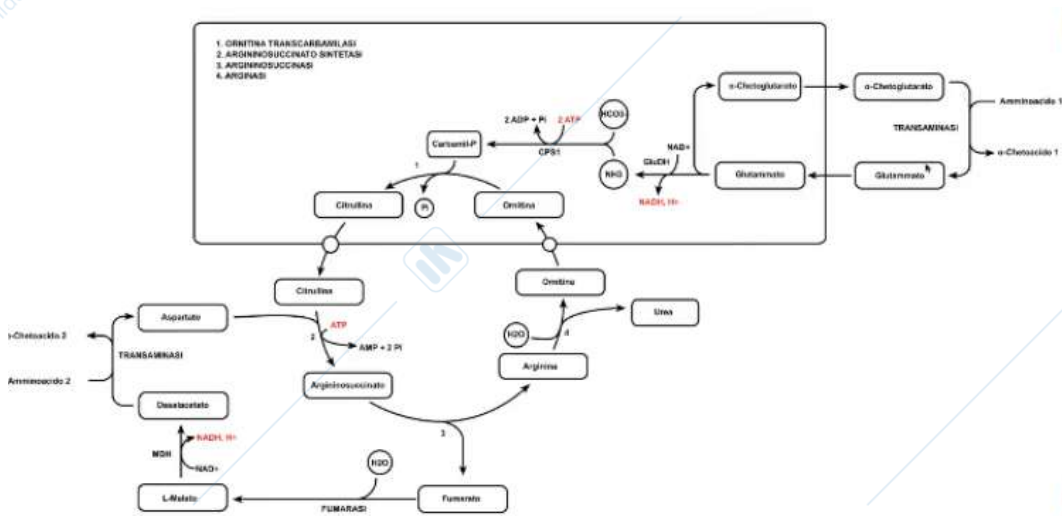 1. ORNITINA TRANSCARBAMILASI
2. ARGININOSUCCINATO SINTETASI
3. ARGININOSUCCINASI
4. ARGINASI
α-Chetoglutarato
α-Chetoglutarato
Amminoacido 1
TRANSAMINASI
α-Chetoacido 1
HCO3-
2 ADP + Pi
2 ATP
CPS1
Carbamil-P
NAD+
GluDH
NH3
NADH, H+
Glutammato
Glutammato
1
Pi
Citrullina
Ornitina
Citrullina
Ornitina
Urea
Aspartato
ATP
2
AMP + 2 Pi
H2O
4
-Chetoacido 2
TRANSAMINASI
Amminoacido 2
Arginina
Argininosuccinato
Ossalacetato
3
NADH, H+
MDH
NAD+
H2O
L-Malato
FUMARASI
Fumarato